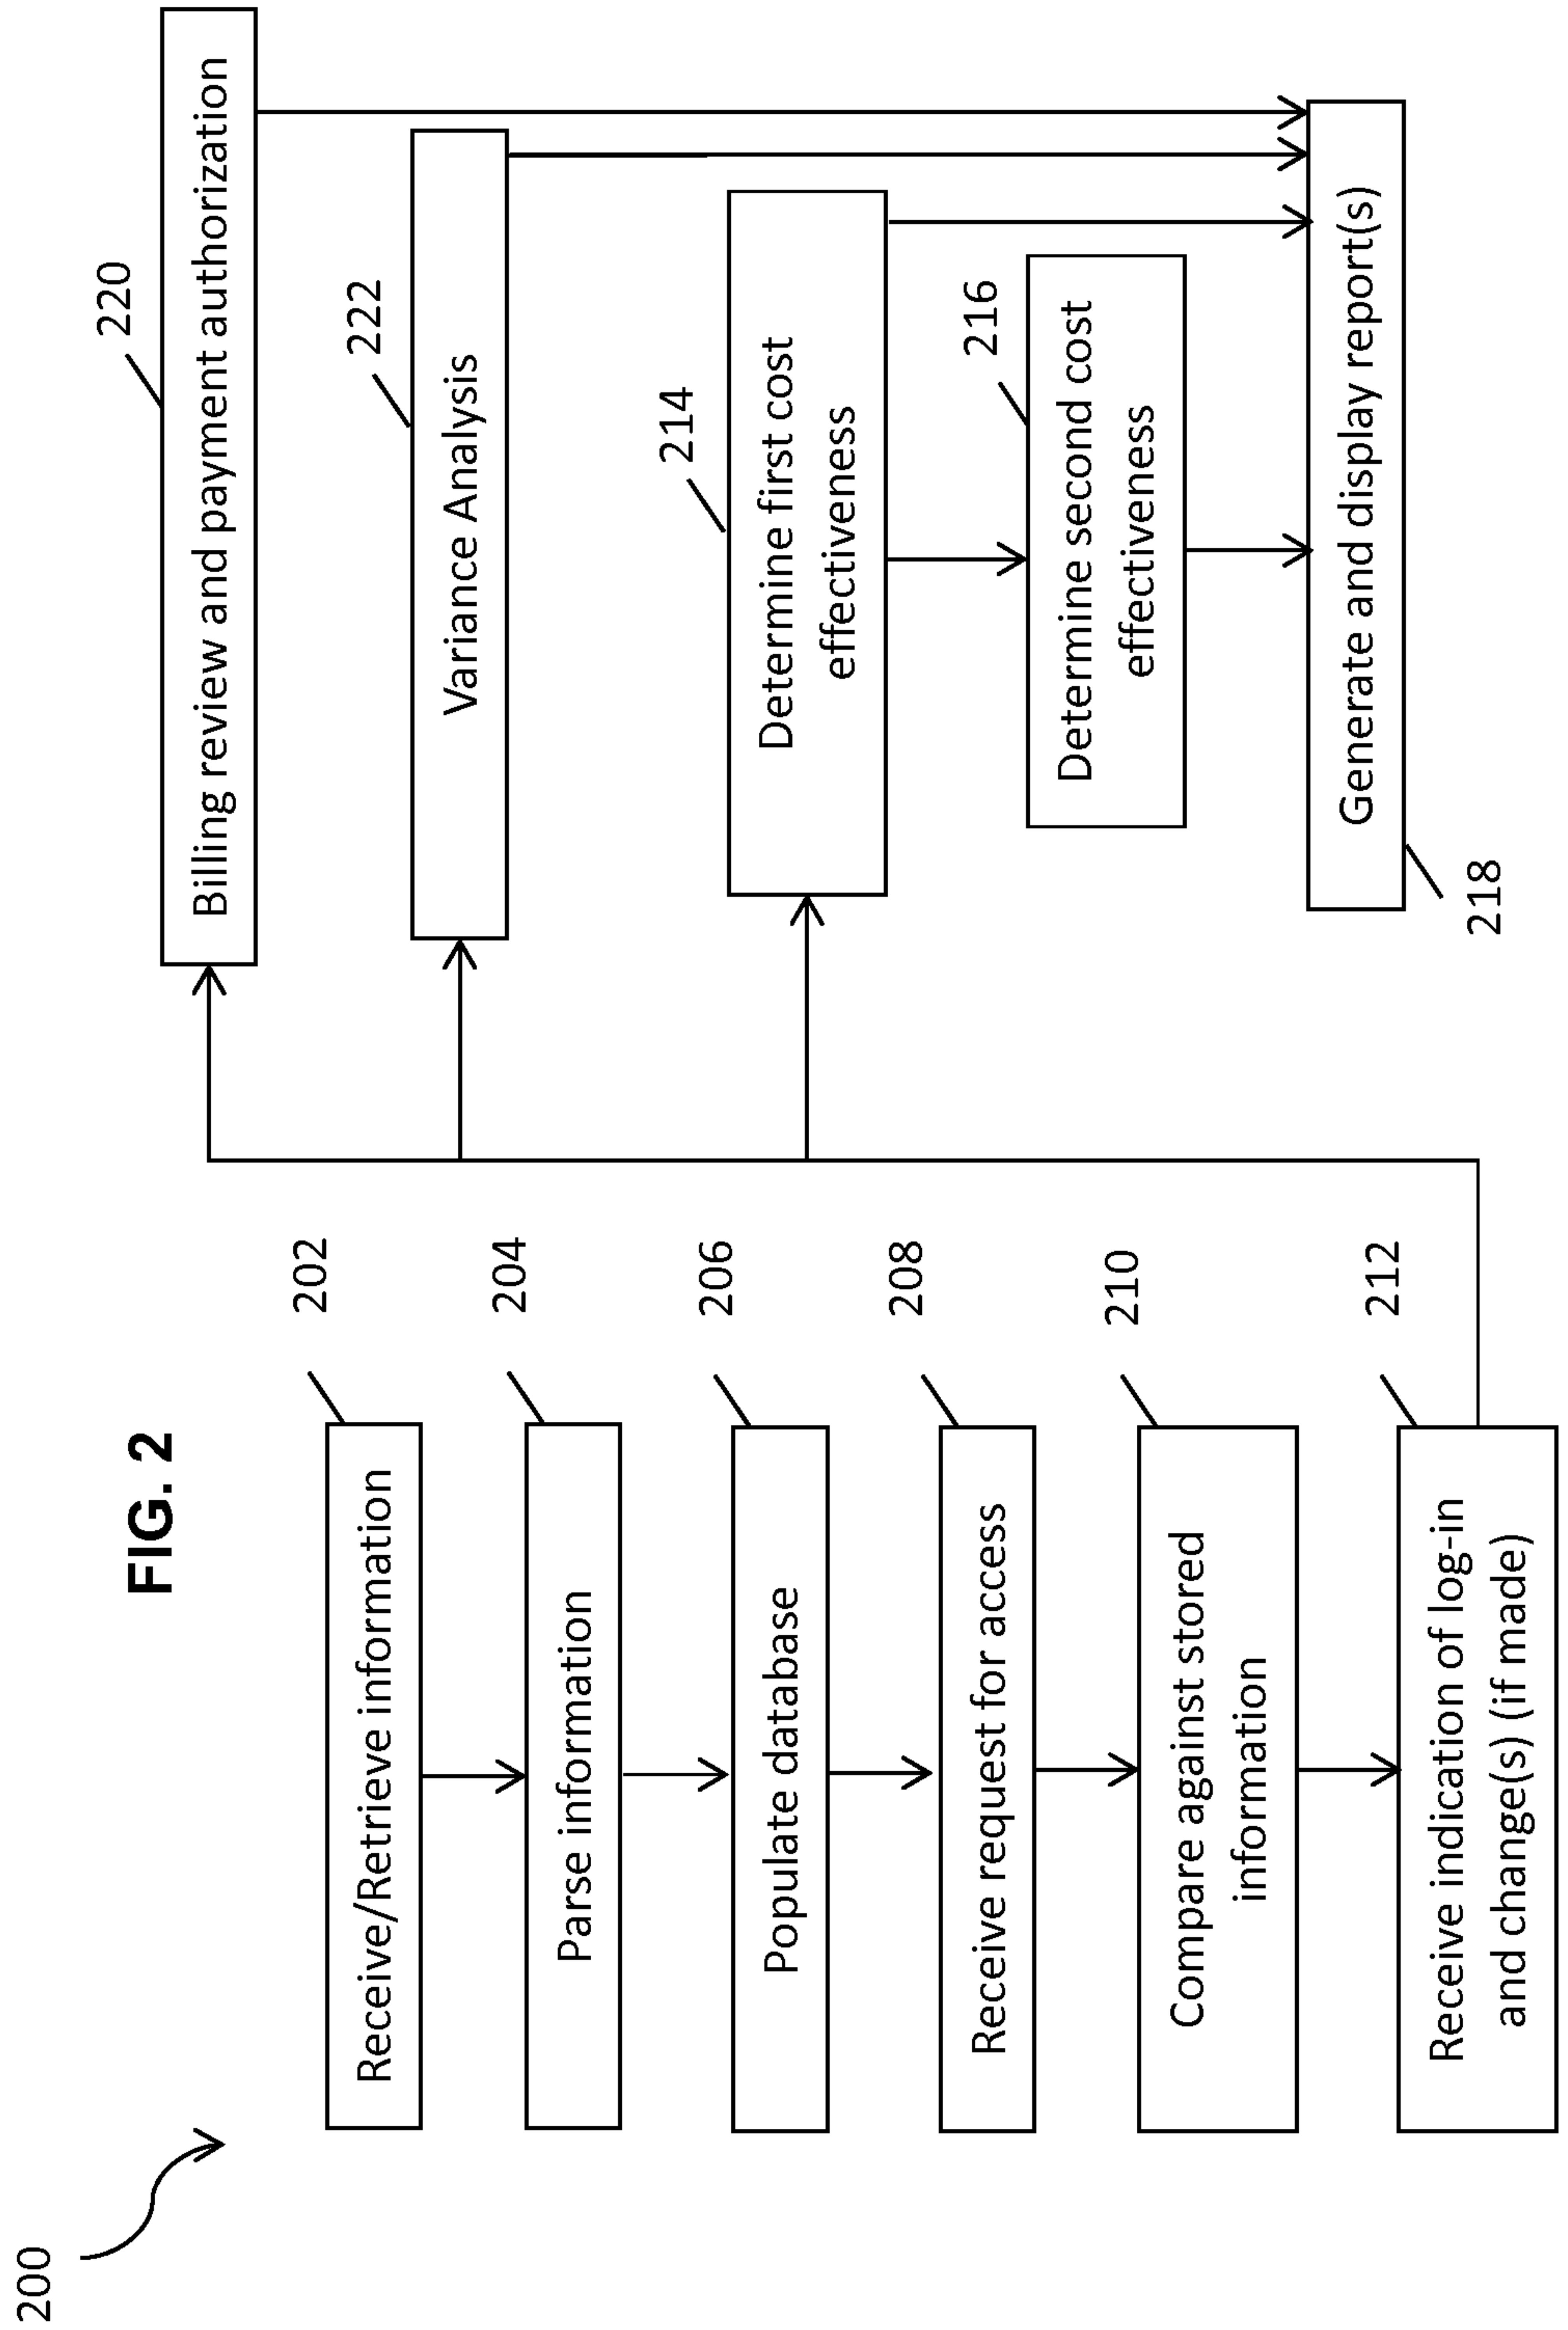 200
FIG. 2
202
Receive/Retrieve information
204
Parse information
206
Populate database
208
Receive request for access
210
Compare against stored
information
212
Receive indication of log-in
and change(s) (if made)
220
Billing review and payment authorization
222
Variance Analysis
214
Determine first cost
effectiveness
216
Determine second cost
effectiveness
Generate and display report(s)
218